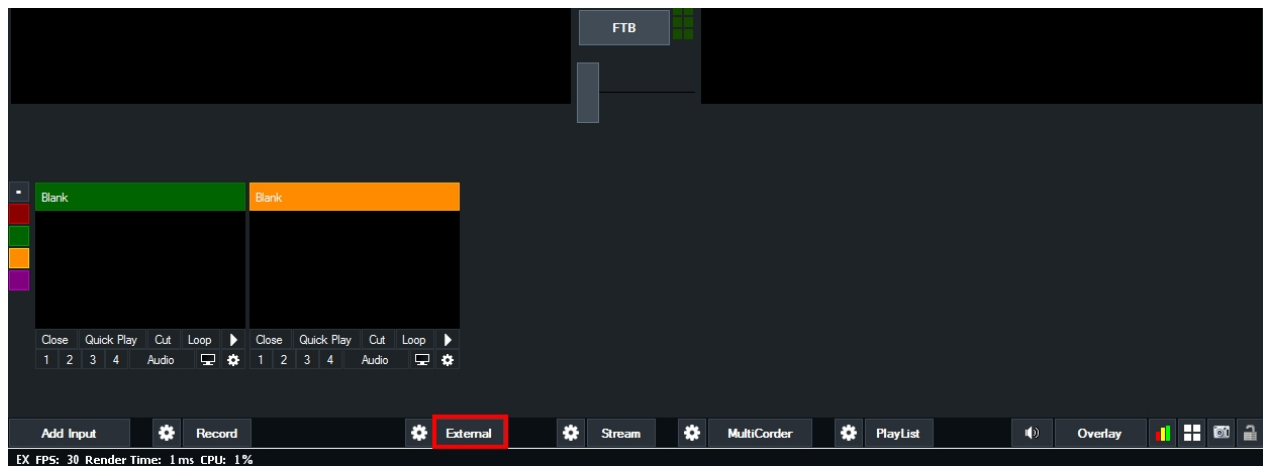 FTB
Blank
Blank
Close Quick Play Cut Loop Close Quick Play Cut Loop
1 2 3 4 Audio 1 2 3 4 Audio
Add Input Record External Stream MultiCorder PlayList Overlay
EX FPS: 30 Render Time: 1 ms CPU: 1%